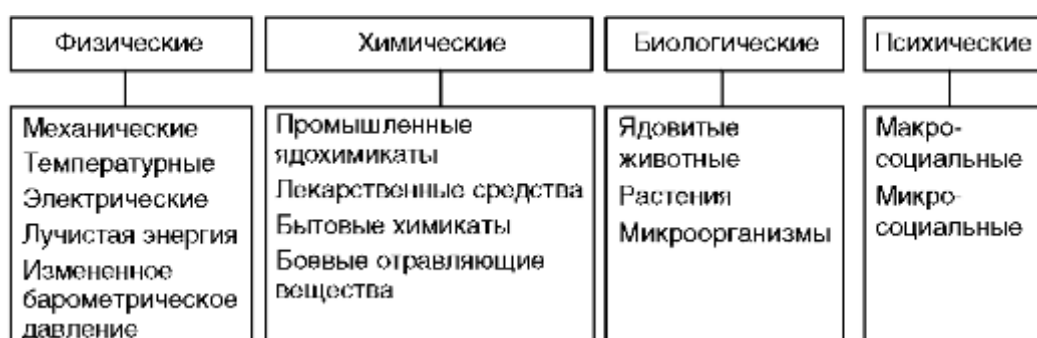 Физические
Химические
Биологические
Психические
Механические
Температурные
Электрические
Лучистая энергия
Измененное
барометрическое
давление
Промышленные
ядохимикаты
Лекарственные средства
Бытовые химикаты
Боевые отравляющие
вещества
Ядовитые
животные
Растения
Микроорганизмы
Макро-
социальные
Микро-
социальные